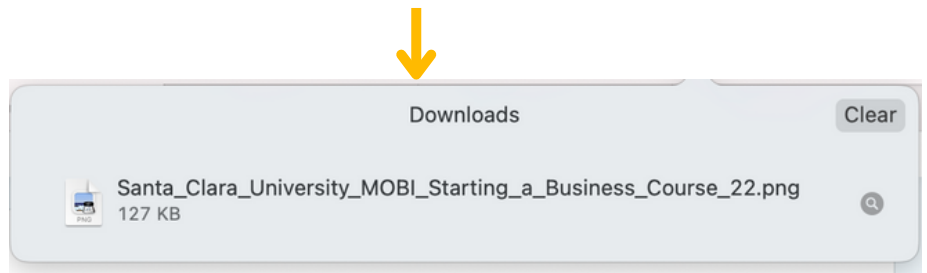 Downloads
Clear
Santa_Clara_University_MOBI_Starting_a_Business_Course_22.png
127 KB
PNG